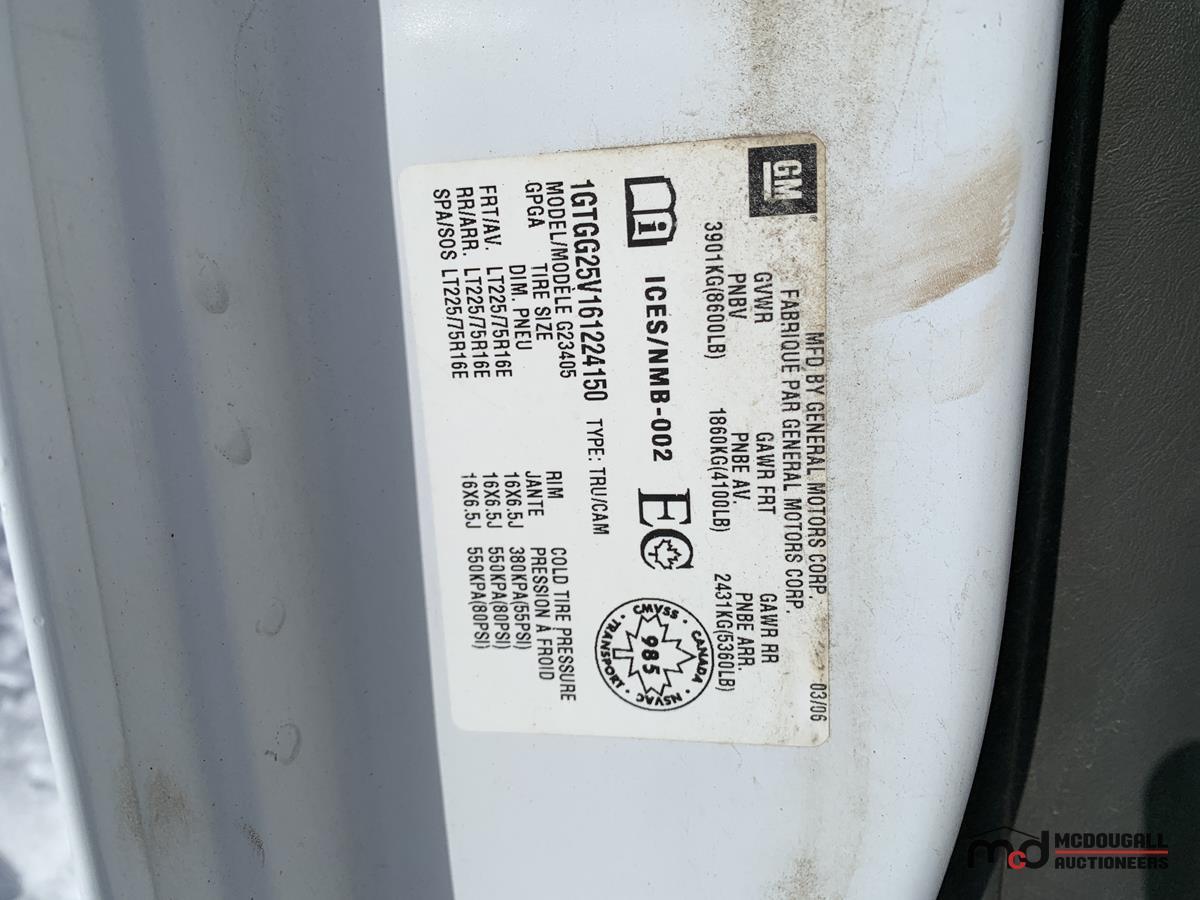 GM
MFD BY GENERAL MOTORS CORP. 03/06
FABRIQUÉ PAR GENERAL MOTORS CORP.
GVWR GAWR FRT GAWR RR
PNBV PNBE AV. PNBE ARR.
3901KG(8600LB) 1860KG(4100LB) 2431KG(5360LB)
i ICES/NMB-002 EC
CMVSS • CANADA • NSVAC • TRANSPORT •
985 T
1GTGG25V161224150 TYPE: TRU/CAM
MODEL/MODÈLE G23405
GPGA TIRE SIZE RIM COLD TIRE PRESSURE
DIM. PNEU JANTE PRESSION À FROID
FRT/AV. LT225/75R16E 16X6.5J 380KPA(55PSI)
RR/ARR. LT225/75R16E 16X6.5J 550KPA(80PSI)
SPA/SOS LT225/75R16E 16X6.5J 550KPA(80PSI)
mcd MCDOUGALL
AUCTIONEERS